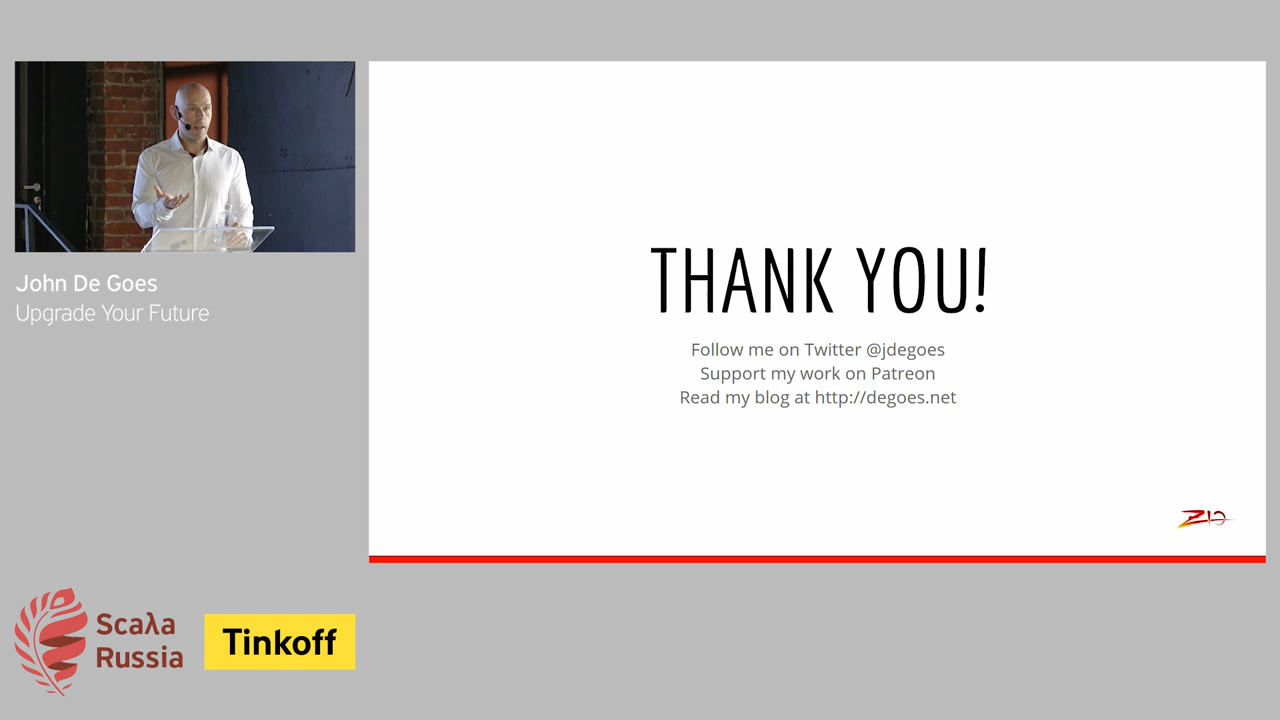 John De Goes
Upgrade Your Future
THANK YOU!
Follow me on Twitter @jdegoes
Support my work on Patreon
Read my blog at http://degoes.net
ZIO
Scaλa
Russia
Tinkoff